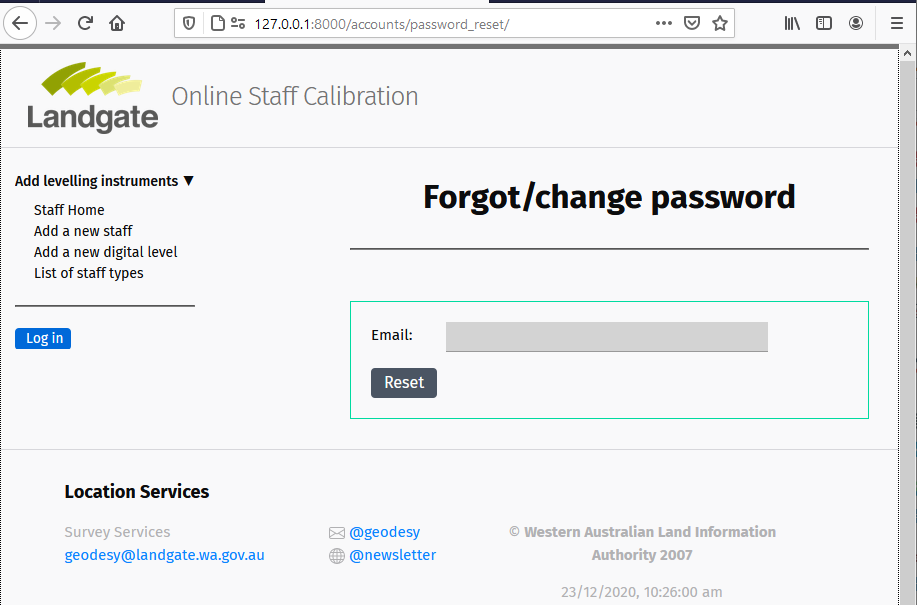 127.0.0.1:8000/accounts/password_reset/
Landgate
Online Staff Calibration
Add levelling instruments ▼
Staff Home
Add a new staff
Add a new digital level
List of staff types
Log in
Forgot/change password
Email:
Reset
Location Services
Survey Services
geodesy@landgate.wa.gov.au
@geodesy
@newsletter
© Western Australian Land Information
Authority 2007
23/12/2020, 10:26:00 am